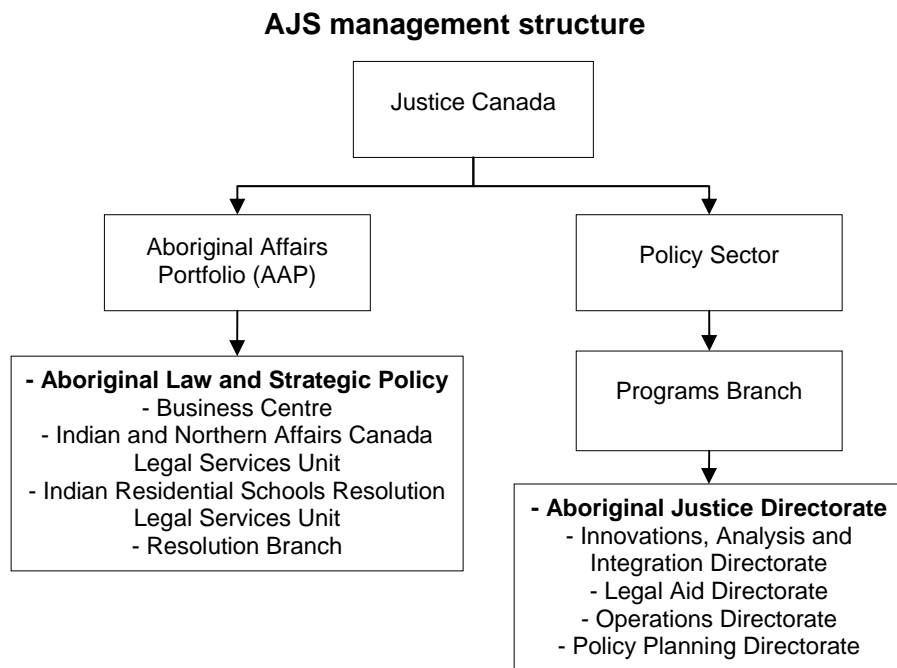 AJS management structure
Justice Canada
Aboriginal Affairs
Portfolio (AAP)
Policy Sector
- Aboriginal Law and Strategic Policy
- Business Centre
- Indian and Northern Affairs Canada
Legal Services Unit
- Indian Residential Schools Resolution
Legal Services Unit
- Resolution Branch
Programs Branch
- Aboriginal Justice Directorate
- Innovations, Analysis and
Integration Directorate
- Legal Aid Directorate
- Operations Directorate
- Policy Planning Directorate